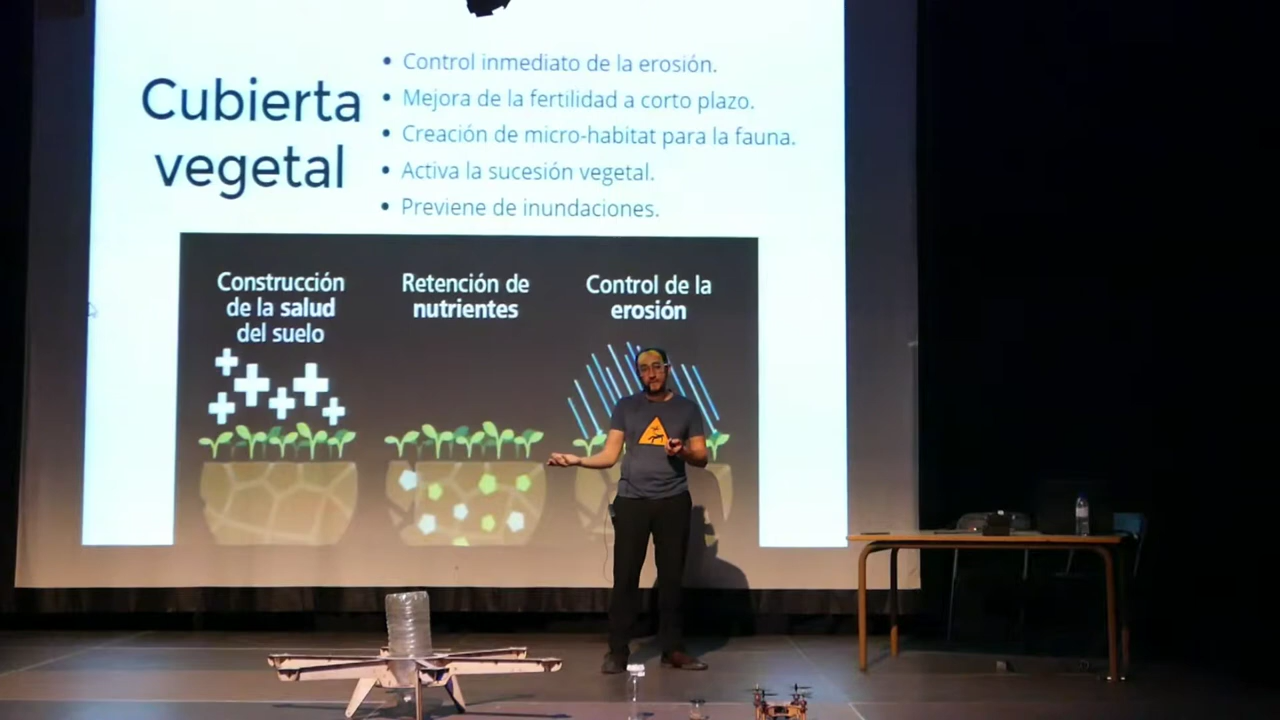 Cubierta
vegetal
• Control inmediato de la erosión.
• Mejora de la fertilidad a corto plazo.
• Creación de micro-habitat para la fauna.
• Activa la sucesión vegetal.
• Previene de inundaciones.
Construcción
de la salud
del suelo
Retención de
nutrientes
Control de la
erosión